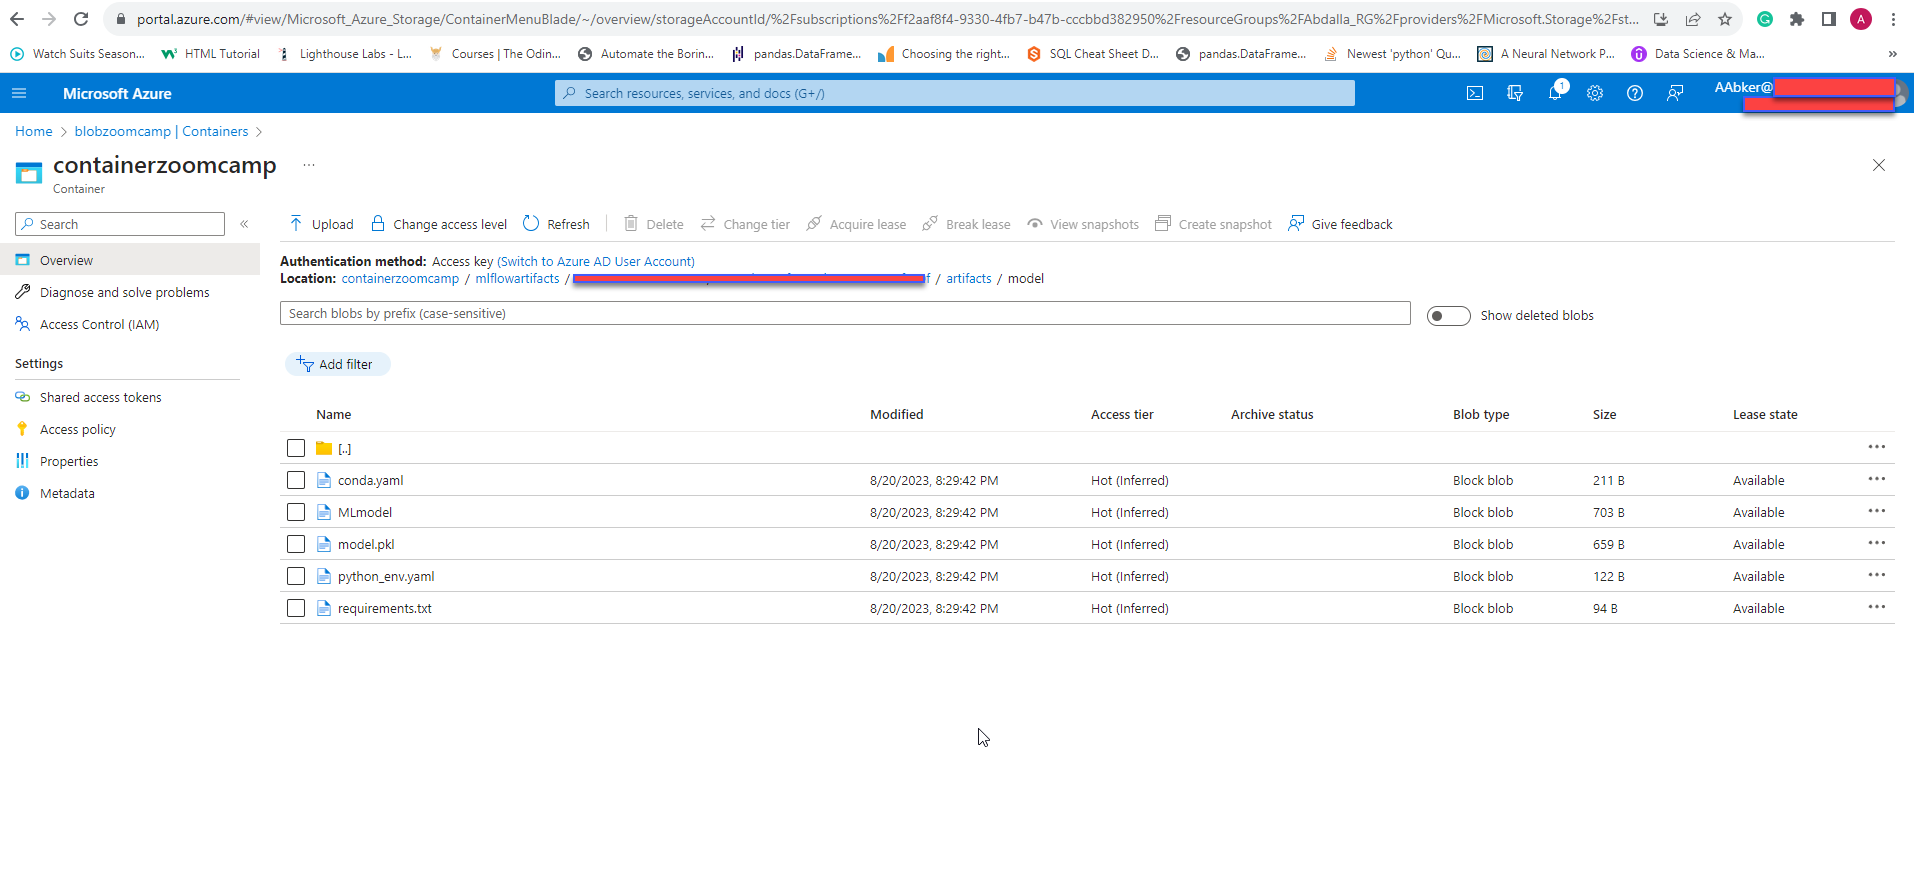 portal.azure.com/#view/Microsoft_Azure_Storage/ContainerMenuBlade/~/overview/storageAccountId/%2Fsubscriptions%2Ff2aaf8f4-9330-4fb7-b47b-cccbbd382950%2FresourceGroups%2FAbdalla_RG%2Fproviders%2FMicrosoft.Storage%2Fst... A
Watch Suits Season... HTML Tutorial Lighthouse Labs - L... Courses | The Odin... Automate the Borin... pandas.DataFrame... Choosing the right... SQL Cheat Sheet D... pandas.DataFrame... Newest 'python' Qu... A Neural Network P... Data Science & Ma... »
Microsoft Azure Search resources, services, and docs (G+/) 1 AAbker@
Home > blobzoomcamp | Containers >
containerzoomcamp ...
Container
Search «
Upload Change access level Refresh Delete Change tier Acquire lease Break lease View snapshots Create snapshot Give feedback
Overview
Diagnose and solve problems
Access Control (IAM)
Settings
Shared access tokens
Access policy
Properties
Metadata
Authentication method: Access key (Switch to Azure AD User Account)
Location: containerzoomcamp / mlflowartifacts / f / artifacts / model
Search blobs by prefix (case-sensitive) Show deleted blobs
Add filter
Name Modified Access tier Archive status Blob type Size Lease state
[..] ...
conda.yaml 8/20/2023, 8:29:42 PM Hot (Inferred) Block blob 211 B Available ...
MLmodel 8/20/2023, 8:29:42 PM Hot (Inferred) Block blob 703 B Available ...
model.pkl 8/20/2023, 8:29:42 PM Hot (Inferred) Block blob 659 B Available ...
python_env.yaml 8/20/2023, 8:29:42 PM Hot (Inferred) Block blob 122 B Available ...
requirements.txt 8/20/2023, 8:29:42 PM Hot (Inferred) Block blob 94 B Available ...